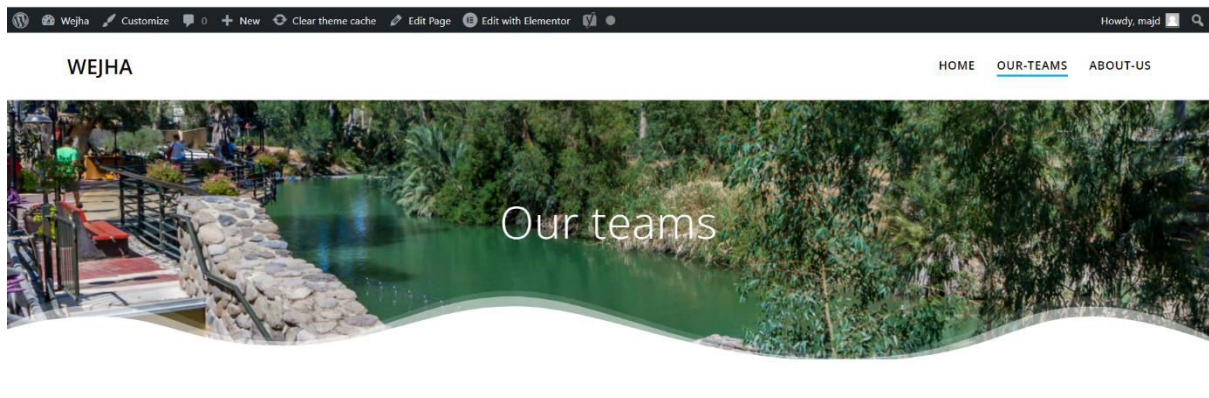 Wejha Customize 0 New Clear theme cache Edit Page Edit with Elementor Howdy, majd
WEJHA HOME OUR-TEAMS ABOUT-US
Our teams